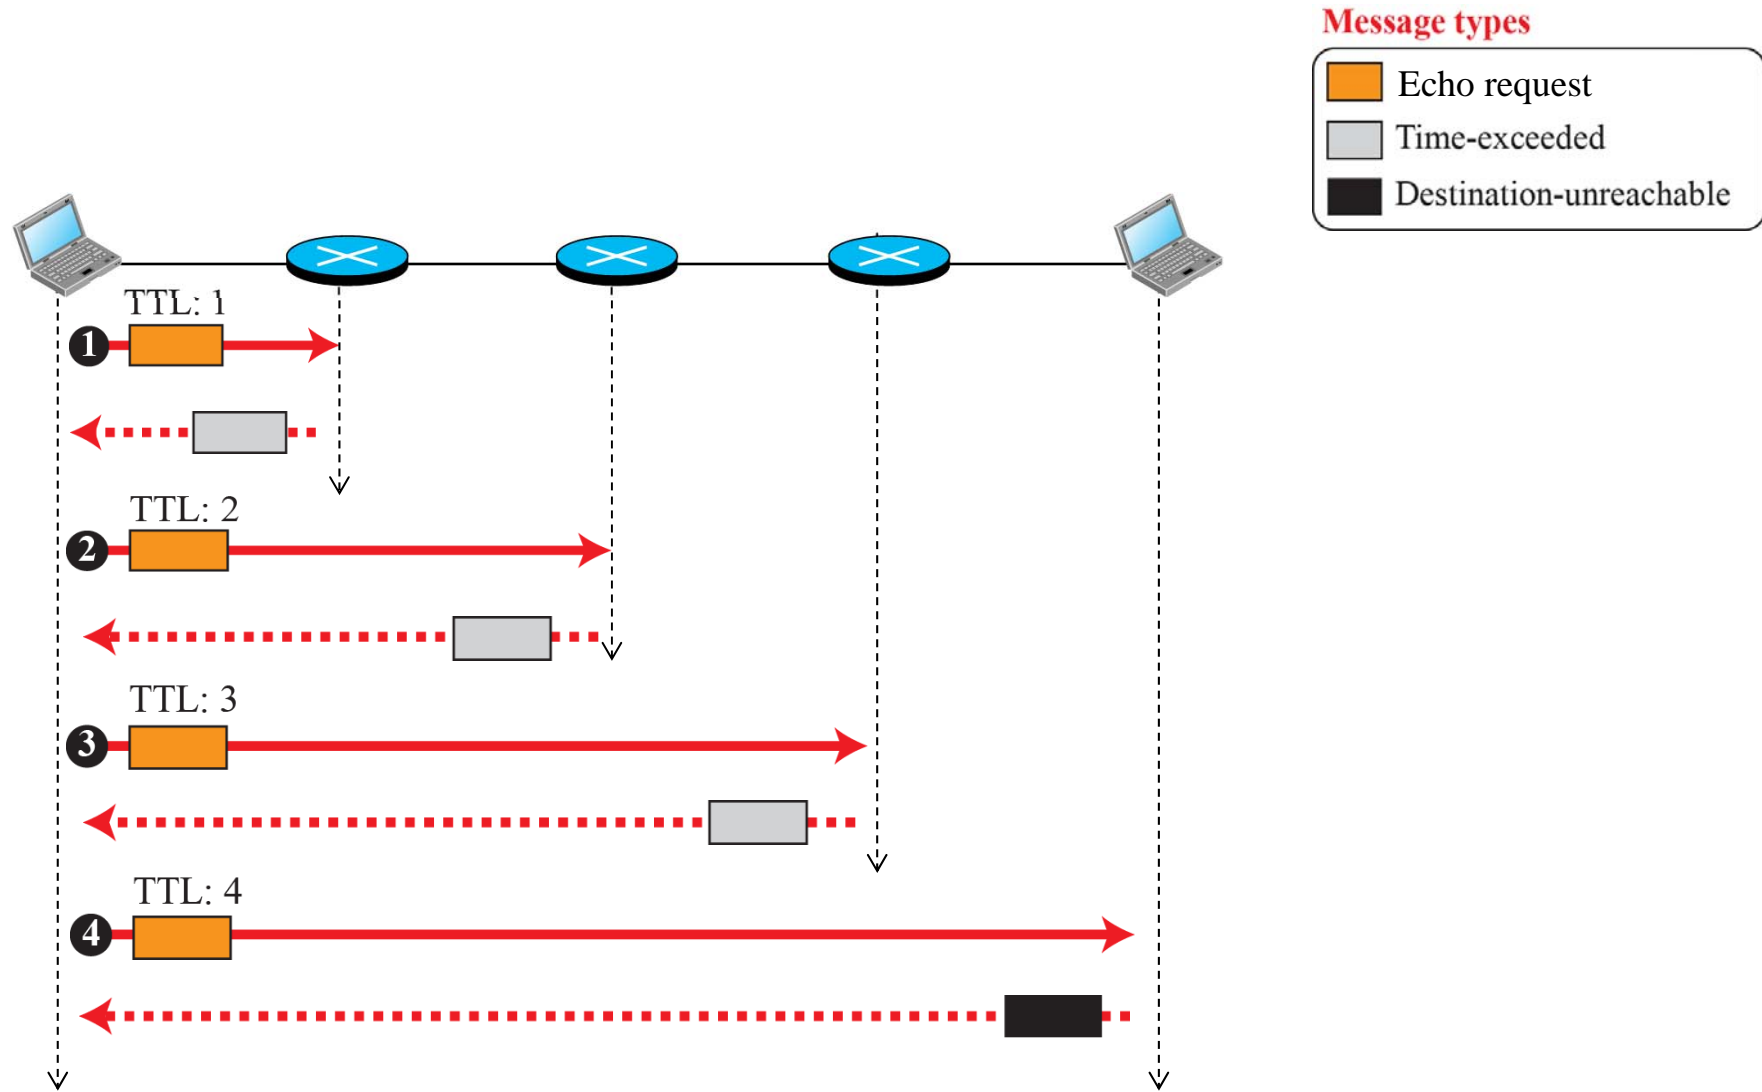 Message types
Echo request
Time-exceeded
Destination-unreachable
TTL: 1
1
TTL: 2
2
TTL: 3
3
TTL: 4
4